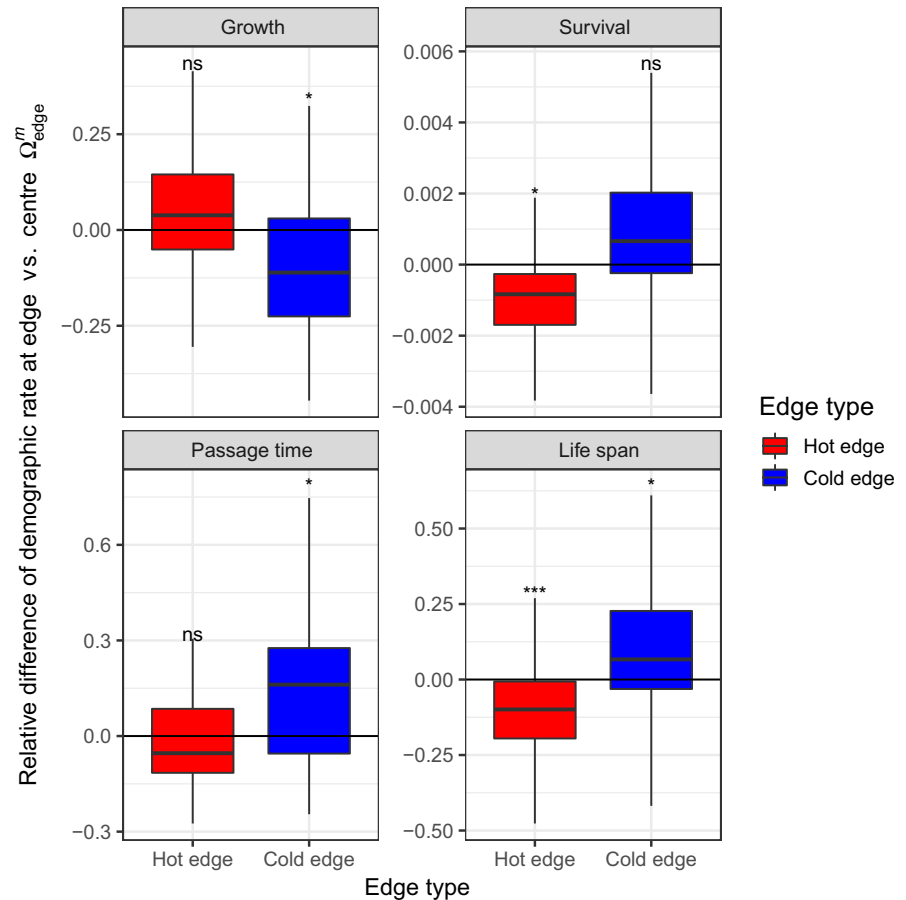 Growth
Survival
ns
*
0.25
0.00
−0.25
*
ns
0.006
0.004
0.002
0.000
−0.002
−0.004
Passage time
Life span
ns
*
0.6
0.3
0.0
−0.3
***
*
0.50
0.25
0.00
−0.25
−0.50
Hot edge Cold edge
Hot edge Cold edge
Edge type
Relative difference of demographic rate at edge vs. centre Ω^m_edge
Edge type
Hot edge
Cold edge